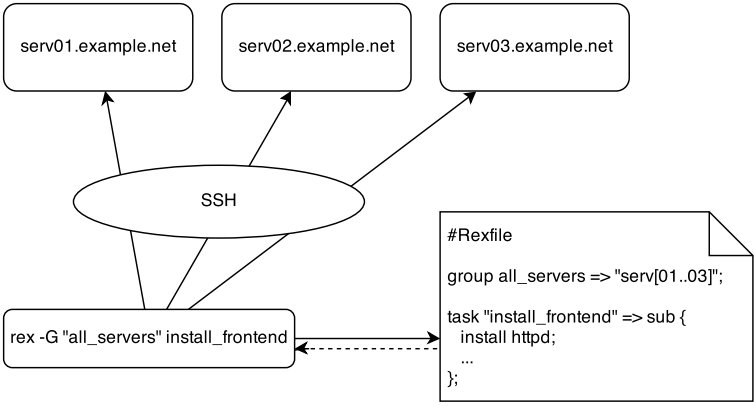 serv01.example.net
serv02.example.net
serv03.example.net
SSH
rex -G "all_servers" install_frontend
#Rexfile
group all_servers => "serv[01..03]";
task "install_frontend" => sub {
install httpd;
...
};